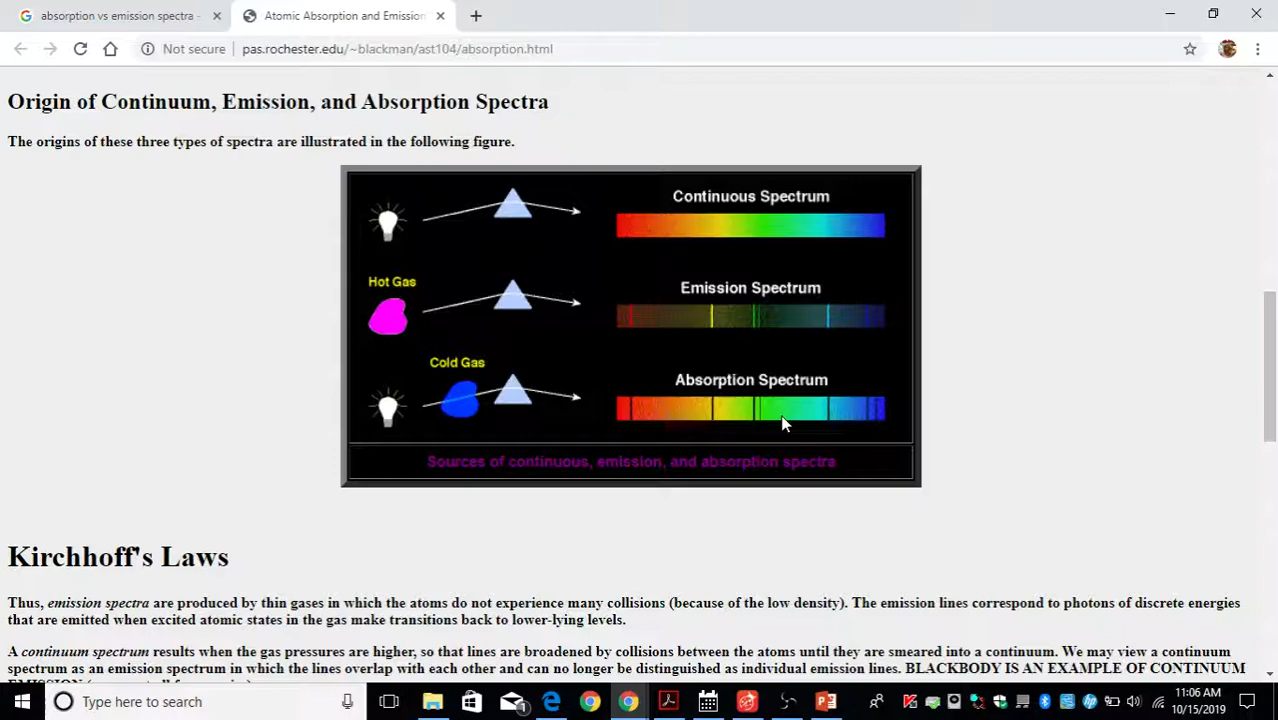 absorption vs emission spectra -
Atomic Absorption and Emission
Not secure
pas.rochester.edu/~blackman/ast104/absorption.html
Origin of Continuum, Emission, and Absorption Spectra
The origins of these three types of spectra are illustrated in the following figure.
Continuous Spectrum
Hot Gas
Emission Spectrum
Cold Gas
Absorption Spectrum
Sources of continuous, emission, and absorption spectra
Kirchhoff's Laws
Thus, emission spectra are produced by thin gases in which the atoms do not experience many collisions (because of the low density). The emission lines correspond to photons of discrete energies
that are emitted when excited atomic states in the gas make transitions back to lower-lying levels.
A continuum spectrum results when the gas pressures are higher, so that lines are broadened by collisions between the atoms until they are smeared into a continuum. We may view a continuum
spectrum as an emission spectrum in which the lines overlap with each other and can no longer be distinguished as individual emission lines. BLACKBODY IS AN EXAMPLE OF CONTINUUM
Type here to search
1
11:06 AM
10/15/2019